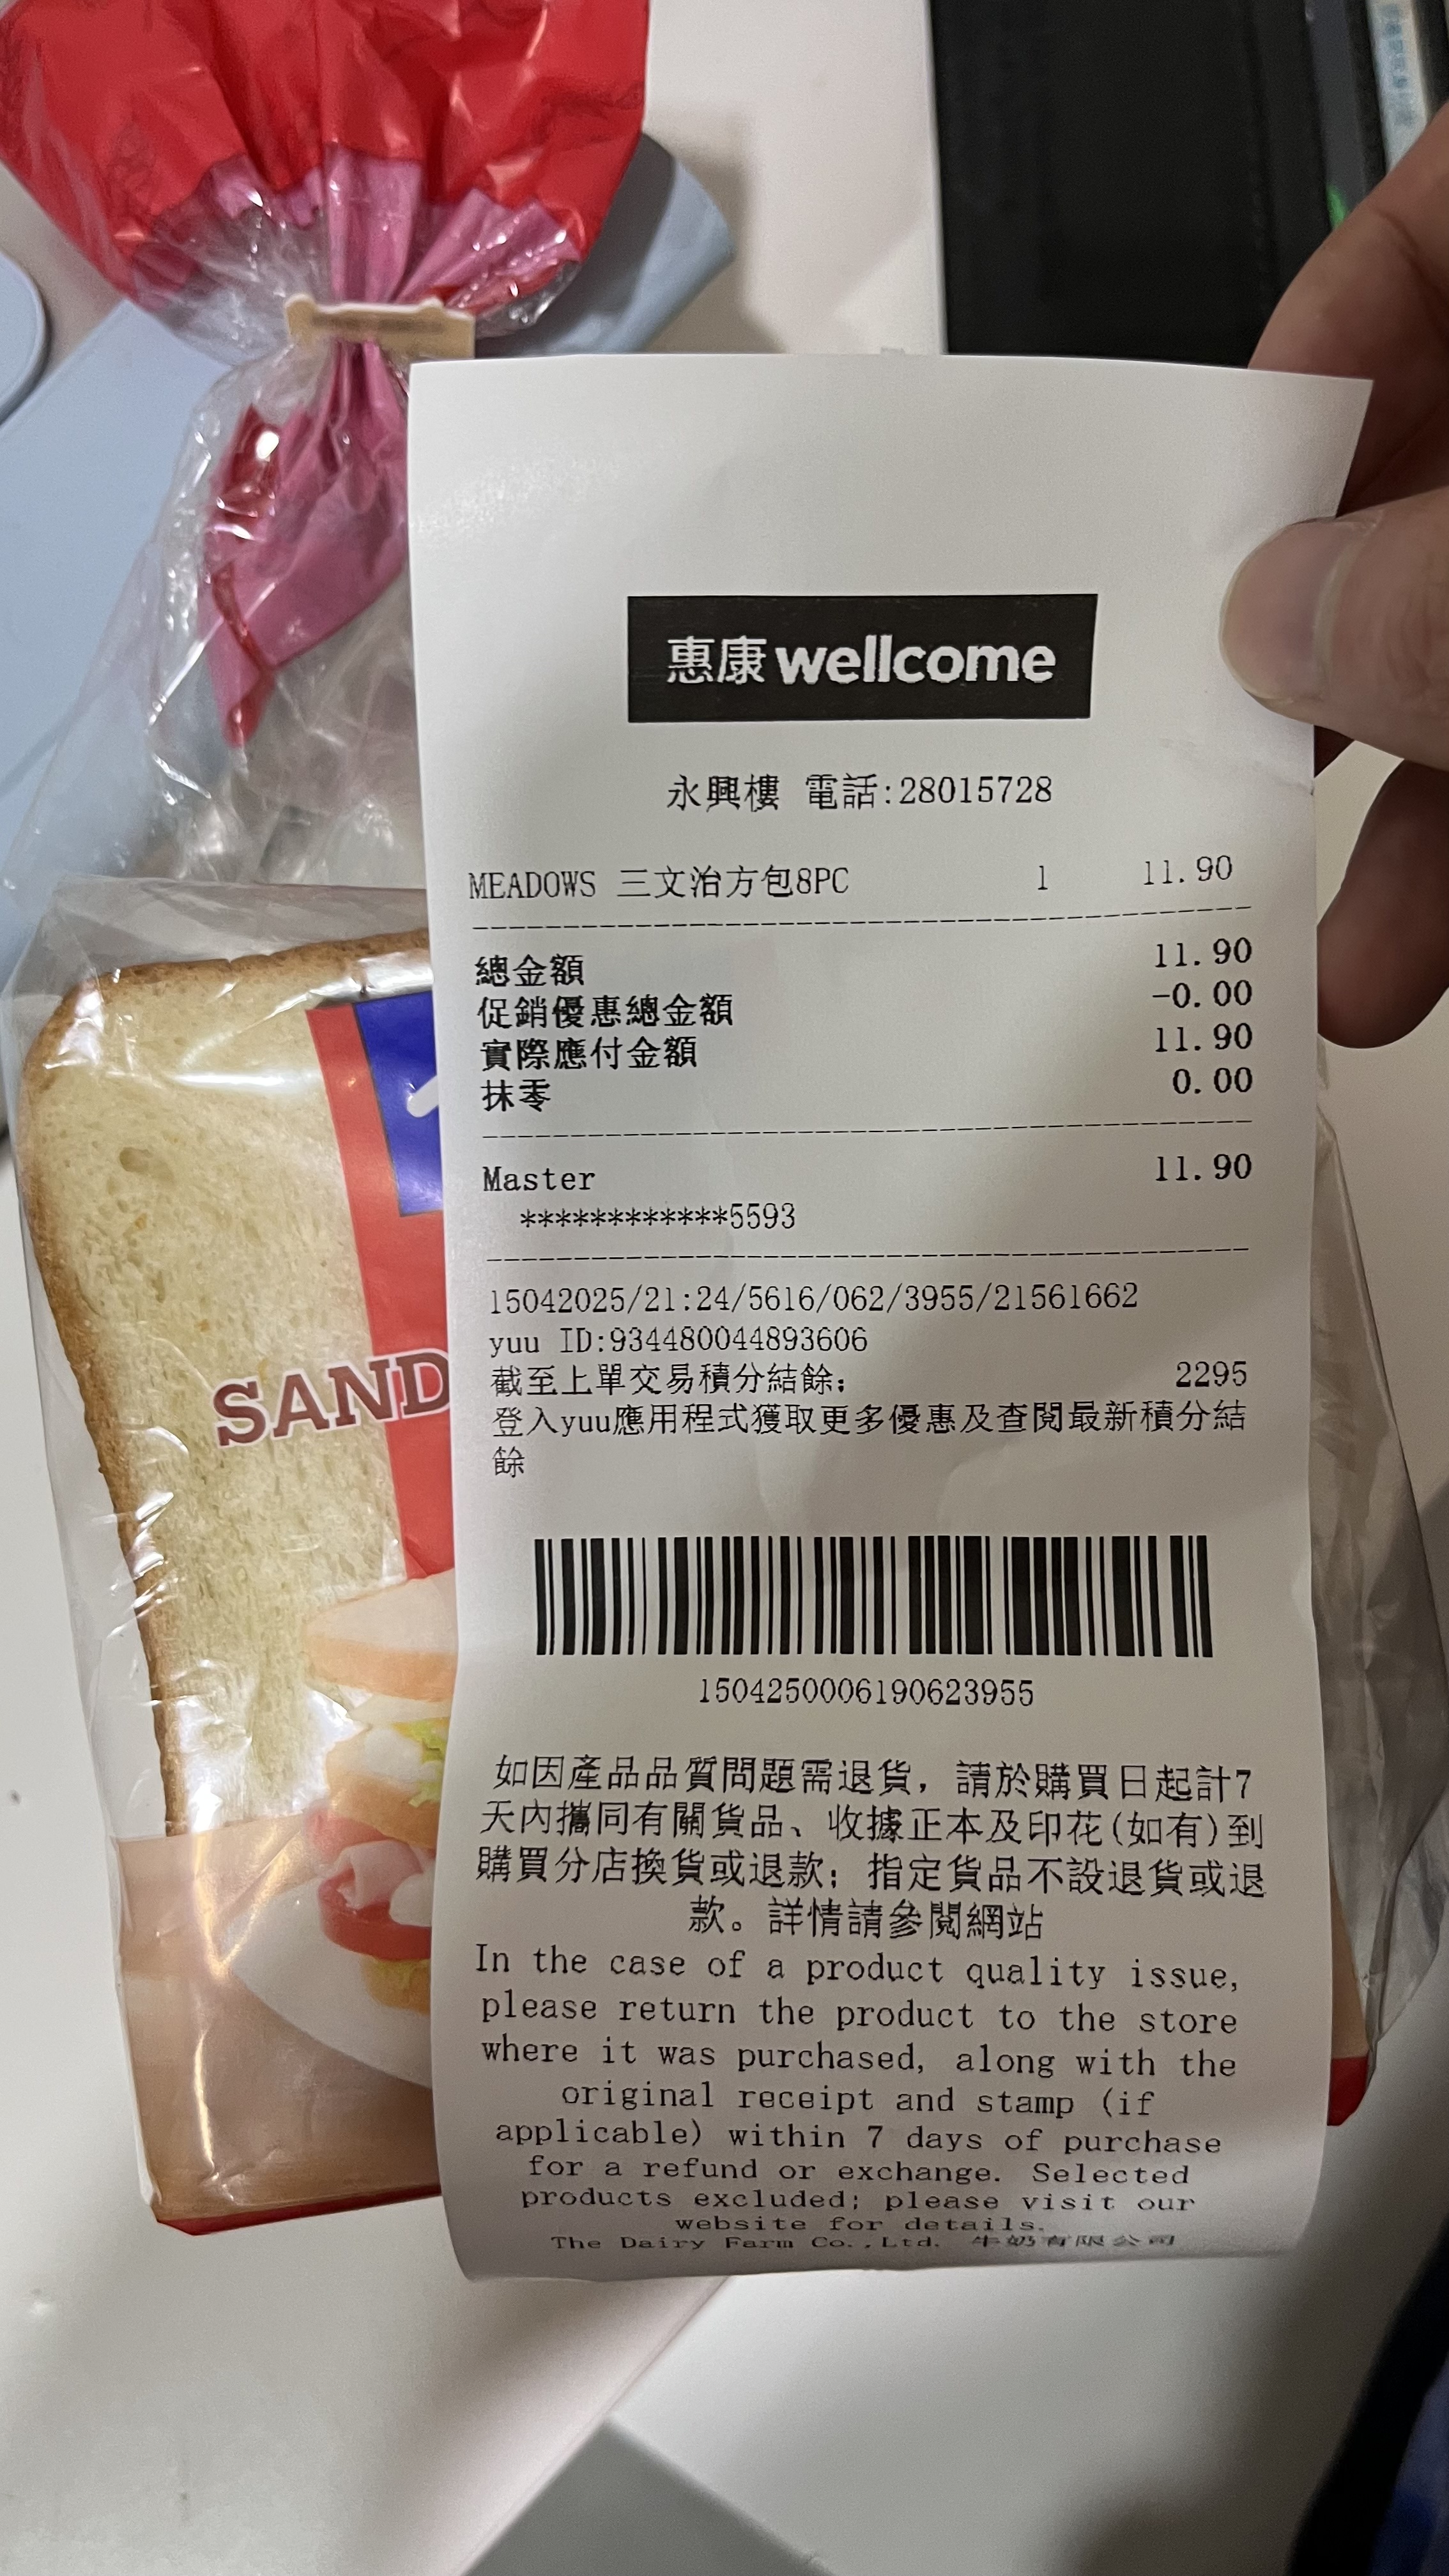 惠康 wellcome
永興樓 電話:28015728
MEADOWS 三文治方包8PC 1 11.90
總金額 11.90
促銷優惠總金額 -0.00
實際應付金額 11.90
抹零 0.00
Master 11.90
************5593
15042025/21:24/5616/062/3955/21561662
yuu ID:934480044893606
截至上單交易積分結餘: 2295
登入yuu應用程式獲取更多優惠及查閱最新積分結
餘
1504250006190623955
如因產品品質問題需退貨，請於購買日起計7
天內攜同有關貨品、收據正本及印花(如有)到
購買分店換貨或退款; 指定貨品不設退貨或退
款。詳情請參閱網站
In the case of a product quality issue,
please return the product to the store
where it was purchased, along with the
original receipt and stamp (if
applicable) within 7 days of purchase
for a refund or exchange. Selected
products excluded; please visit our
website for details.
The Dairy Farm Co.,Ltd. 牛奶有限公司
SAND